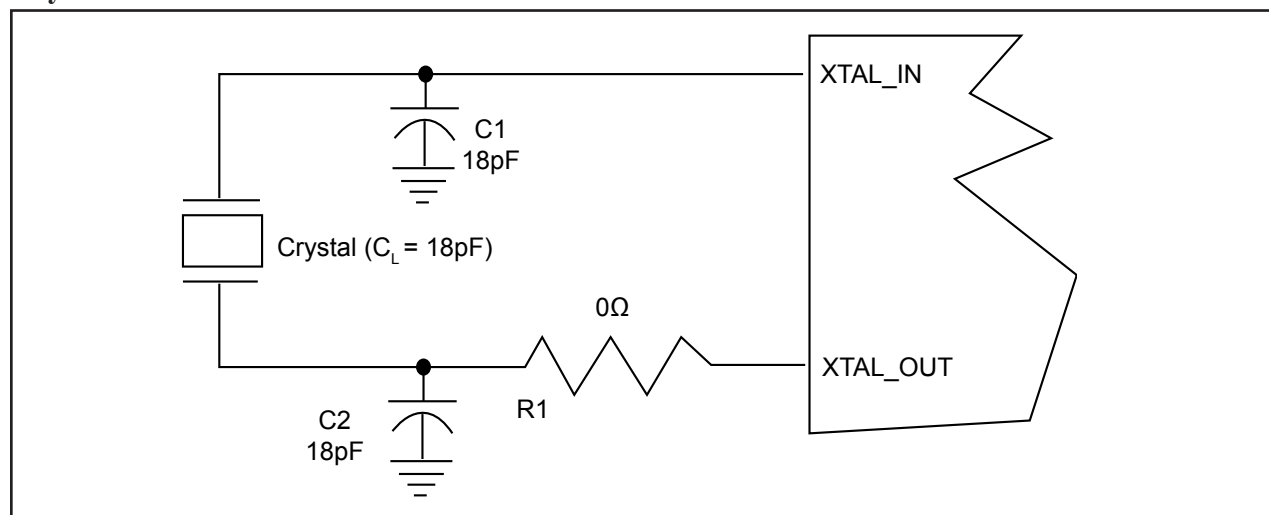 XTAL_IN
C1
18pF
Crystal (C_L = 18pF)
0Ω
XTAL_OUT
R1
C2
18pF